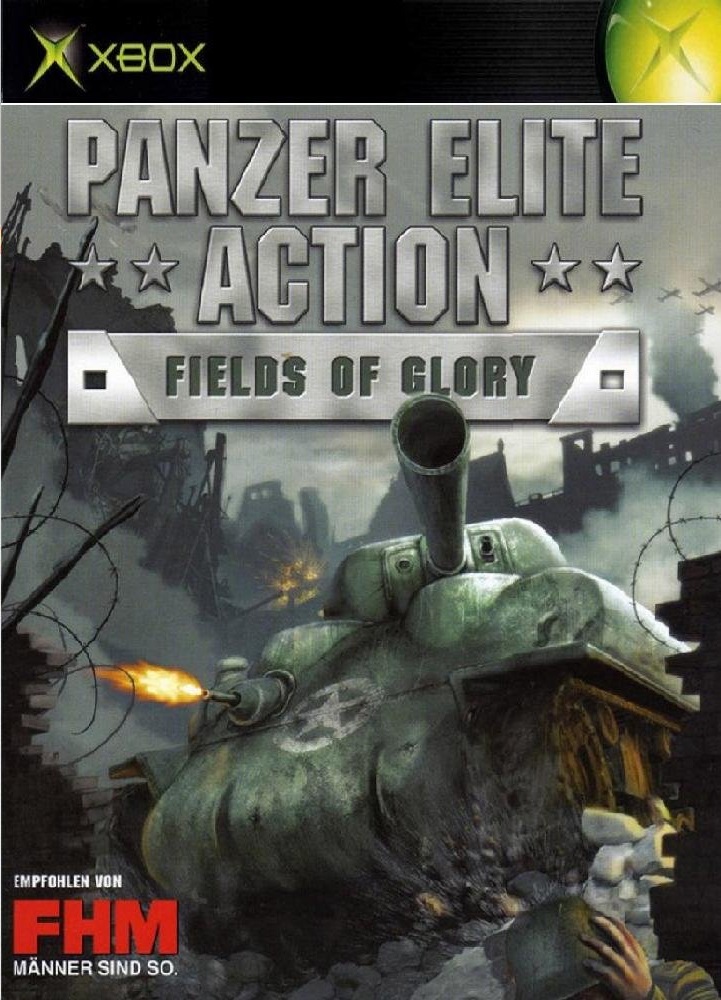 XBOX
PANZER ELITE
ACTION
FIELDS OF GLORY
EMPFOHLEN VON
FHM
MÄNNER SIND SO.